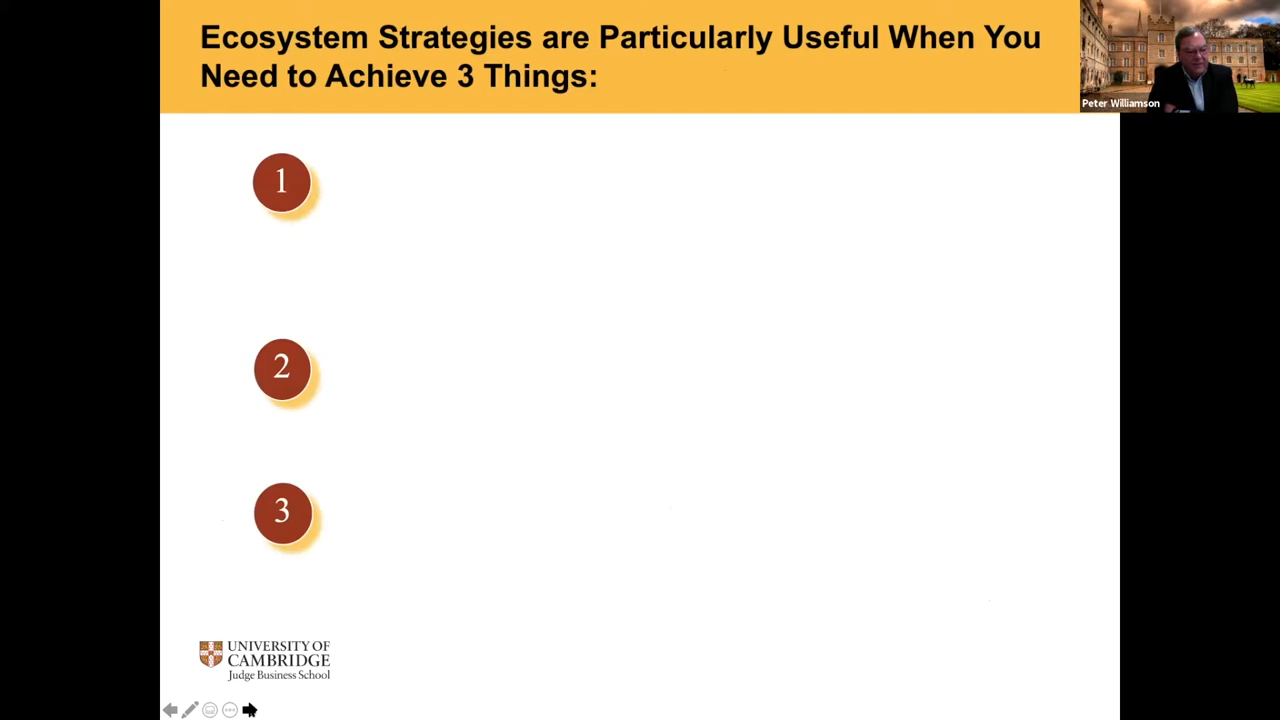 Ecosystem Strategies are Particularly Useful When You
Need to Achieve 3 Things:
Peter Williamson
1
2
3
UNIVERSITY OF
CAMBRIDGE
Judge Business School